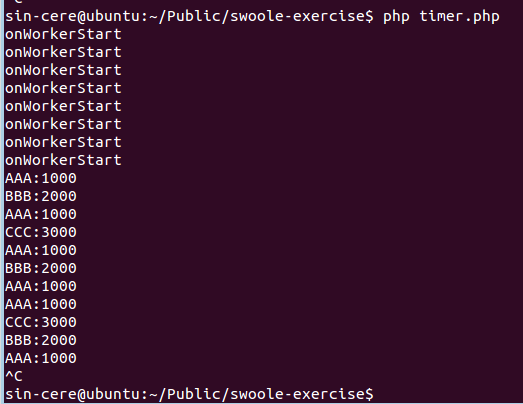 ^C
sin-cere@ubuntu:~/Public/swoole-exercise$ php timer.php
onWorkerStart
onWorkerStart
onWorkerStart
onWorkerStart
onWorkerStart
onWorkerStart
onWorkerStart
onWorkerStart
AAA:1000
BBB:2000
AAA:1000
CCC:3000
AAA:1000
BBB:2000
AAA:1000
AAA:1000
CCC:3000
BBB:2000
AAA:1000
^C
sin-cere@ubuntu:~/Public/swoole-exercise$